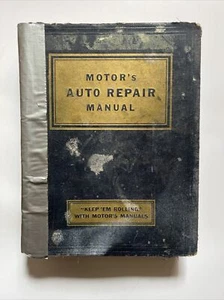 MOTOR's
AUTO REPAIR
MANUAL
"KEEP 'EM ROLLING"
WITH MOTOR'S MANUALS